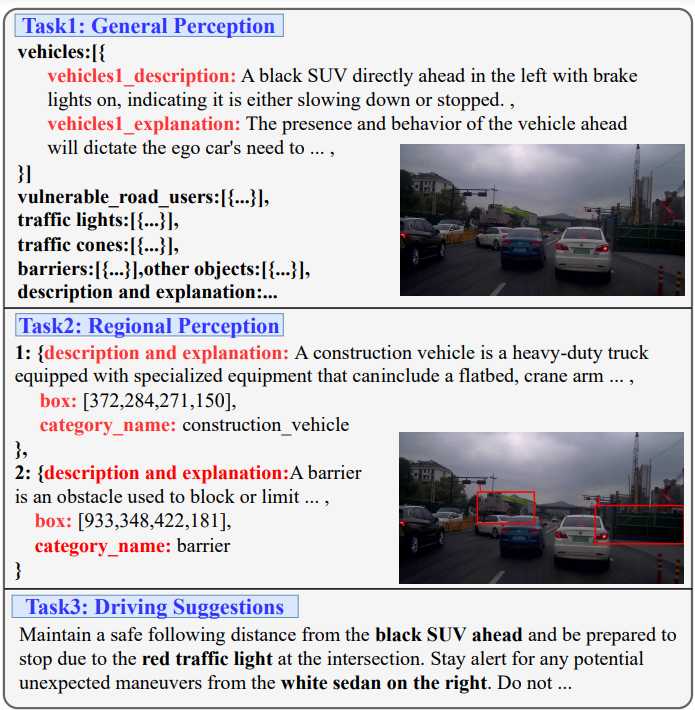 Task1: General Perception
vehicles:[{
vehicles1_description: A black SUV directly ahead in the left with brake
lights on, indicating it is either slowing down or stopped. ,
vehicles1_explanation: The presence and behavior of the vehicle ahead
will dictate the ego car's need to ... ,
}]
vulnerable_road_users:[{...}],
traffic lights:[{...}],
traffic cones:[{...}],
barriers:[{...}],other objects:[{...}],
description and explanation:...
Task2: Regional Perception
1: {description and explanation: A construction vehicle is a heavy-duty truck
equipped with specialized equipment that caninclude a flatbed, crane arm ... ,
box: [372,284,271,150],
category_name: construction_vehicle
},
2: {description and explanation:A barrier
is an obstacle used to block or limit ... ,
box: [933,348,422,181],
category_name: barrier
}
Task3: Driving Suggestions
Maintain a safe following distance from the black SUV ahead and be prepared to
stop due to the red traffic light at the intersection. Stay alert for any potential
unexpected maneuvers from the white sedan on the right. Do not ...